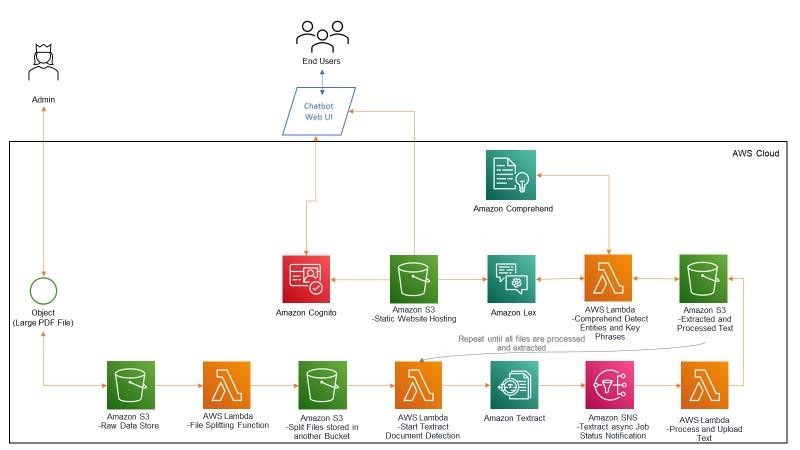 End Users
Admin
Chatbot
Web UI
AWS Cloud
Amazon Comprehend
Object
(Large PDF File)
Amazon Cognito
Amazon S3
-Static Website Hosting
Amazon Lex
AWS Lambda
-Comprehend Detect
Entities and Key
Phrases
Amazon S3
-Extracted and
Processed Text
Repeat until all files are processed
and extracted
Amazon S3
-Raw Data Store
AWS Lambda
-File Splitting Function
Amazon S3
-Split Files stored in
another Bucket
AWS Lambda
-Start Textract
Document Detection
Amazon Textract
Amazon SNS
-Textract async Job
Status Notification
AWS Lambda
-Process and Upload
Text